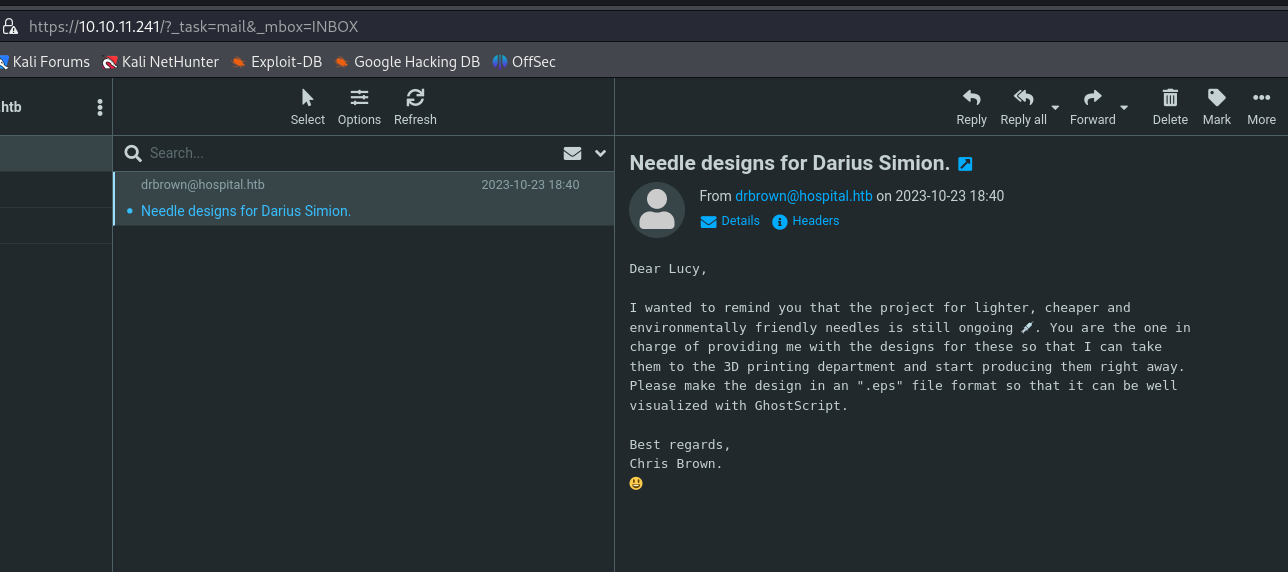 https://10.10.11.241/?_task=mail&_mbox=INBOX
Kali Forums Kali NetHunter Exploit-DB Google Hacking DB OffSec
htb
Select Options Refresh
Reply Reply all Forward Delete Mark More
Search...
drbrown@hospital.htb 2023-10-23 18:40
Needle designs for Darius Simion.
Needle designs for Darius Simion.
From drbrown@hospital.htb on 2023-10-23 18:40
Details Headers
Dear Lucy,
I wanted to remind you that the project for lighter, cheaper and
environmentally friendly needles is still ongoing 💉. You are the one in
charge of providing me with the designs for these so that I can take
them to the 3D printing department and start producing them right away.
Please make the design in an ".eps" file format so that it can be well
visualized with GhostScript.
Best regards,
Chris Brown.
😃